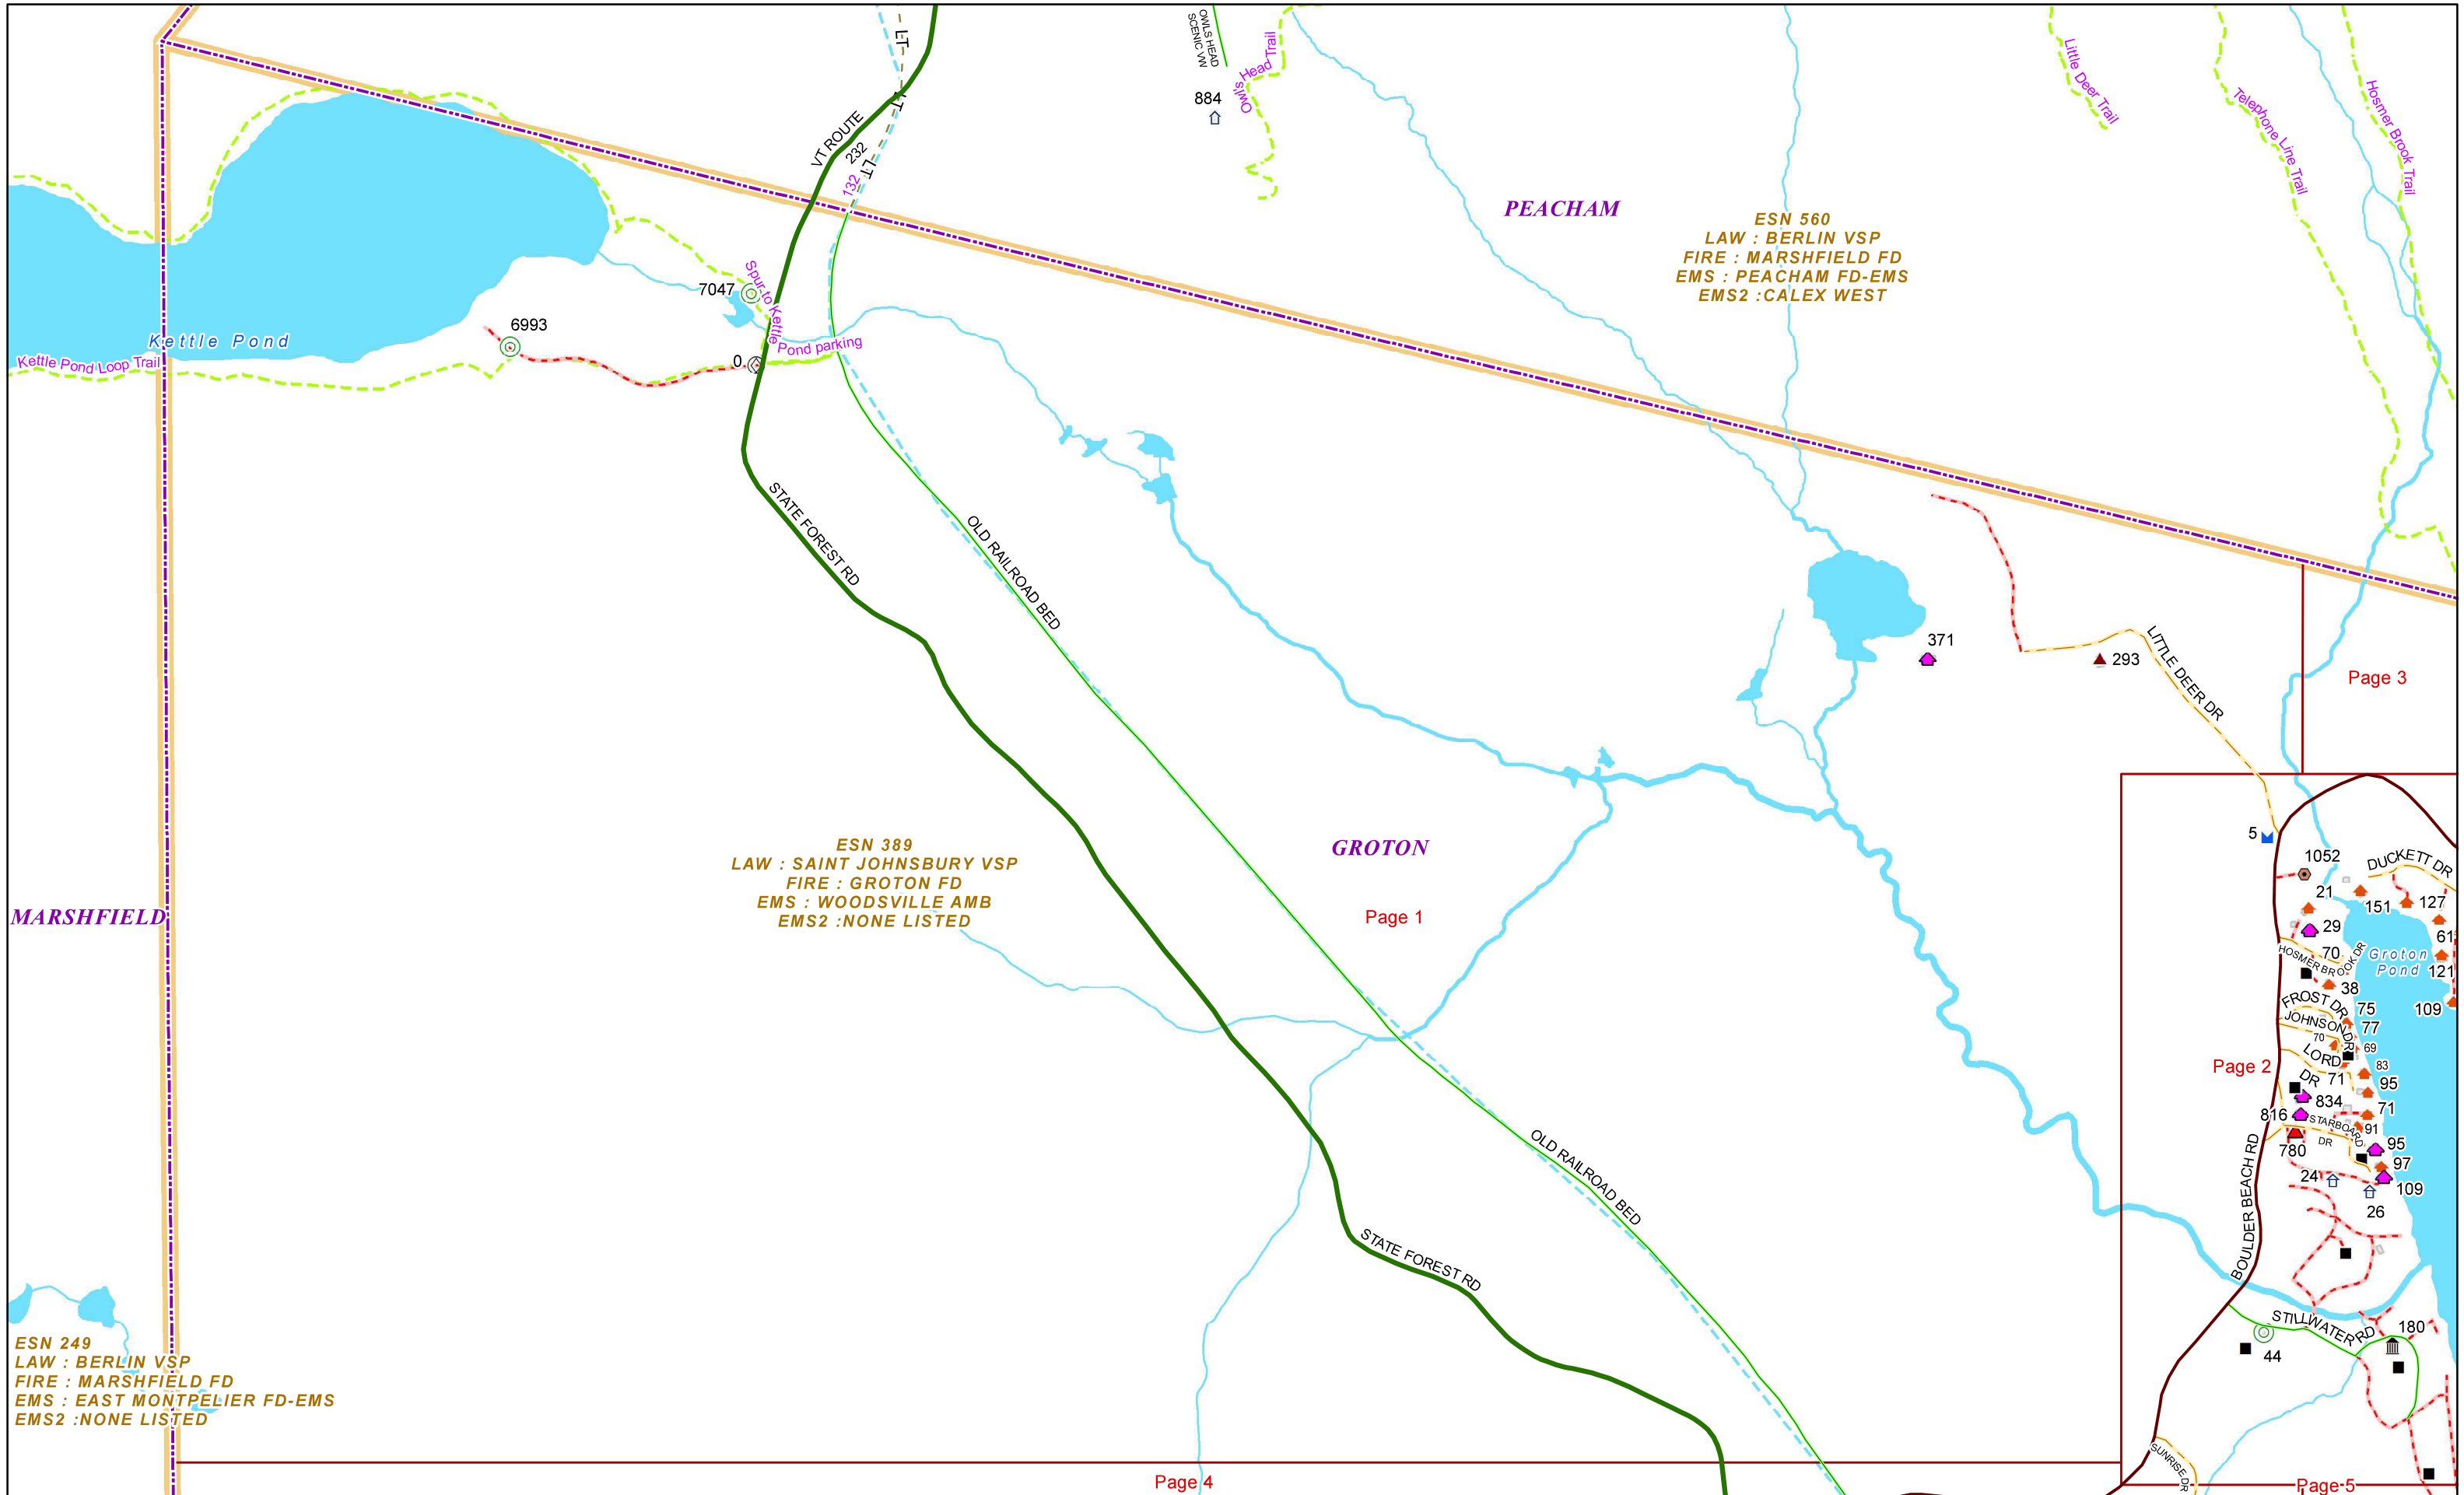 OWLS HEAD
SCENIC VW
Owls Head Trail
884
L-T
LT
LT
VT ROUTE
232
132
Little Deer Trail
Telephone Line Trail
Hosmer Brook Trail
PEACHAM
ESN 560
LAW : BERLIN VSP
FIRE : MARSHFIELD FD
EMS : PEACHAM FD-EMS
EMS2 :CALEX WEST
7047
Spur to Kettle
Pond parking
6993
0
Kettle Pond
Kettle Pond Loop Trail
STATE FOREST RD
OLD RAILROAD BED
371
293
LITTLE DEER DR
Page 3
GROTON
Page 1
ESN 389
LAW : SAINT JOHNSBURY VSP
FIRE : GROTON FD
EMS : WOODSVILLE AMB
EMS2 :NONE LISTED
MARSHFIELD
5
1052
DUCKETT DR
21
151
127
29
61
70
HOSMER BROOK DR
Groton
Pond
121
38
109
FROST DR
75
JOHNSON DR
77
70
69
LORD
DR
83
71
95
Page 2
834
71
816
STARBOARD
DR
91
780
95
97
24
109
26
BOULDER BEACH RD
OLD RAILROAD BED
STATE FOREST RD
STILLWATER RD
180
44
ESN 249
LAW : BERLIN VSP
FIRE : MARSHFIELD FD
EMS : EAST MONTPELIER FD-EMS
EMS2 :NONE LISTED
SUNRISE DR
Page 4
Page 5